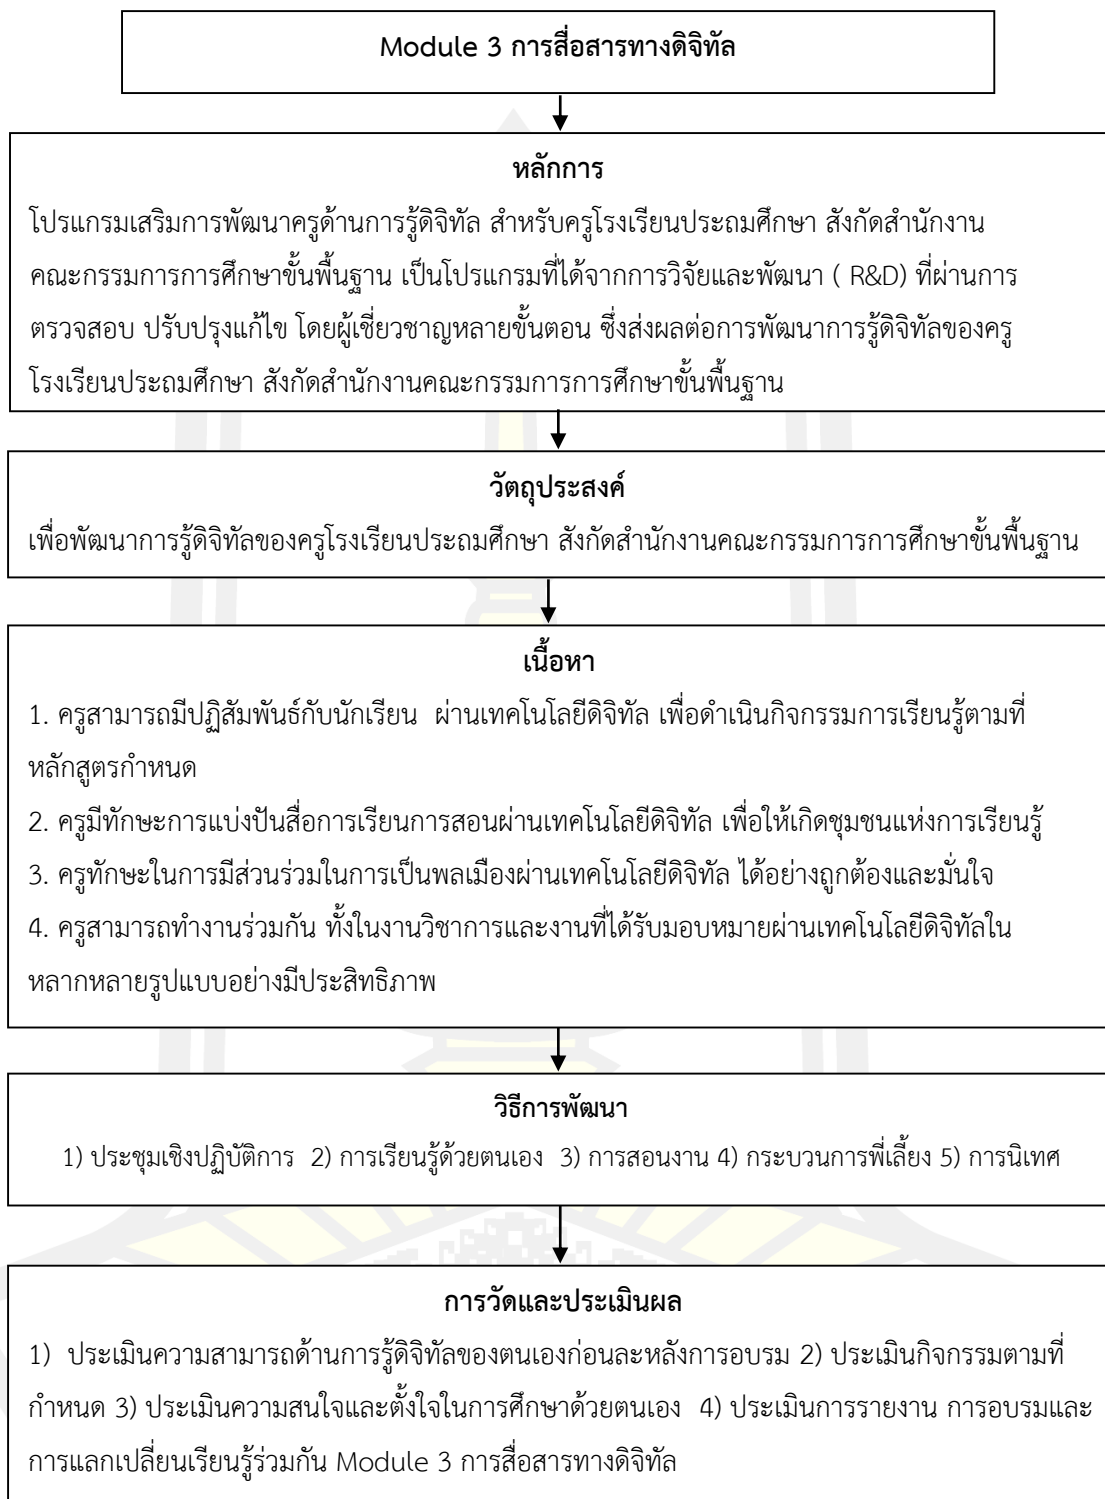 Module 3 การสื่อสารทางดิจิทัล
หลักการ
โปรแกรมเสริมการพัฒนาครูด้านการรู้ดิจิทัล สำหรับครูโรงเรียนประถมศึกษา สังกัดสำนักงาน
คณะกรรมการการศึกษาขั้นพื้นฐาน เป็นโปรแกรมที่ได้จากการวิจัยและพัฒนา ( R&D) ที่ผ่านการ
ตรวจสอบ ปรับปรุงแก้ไข โดยผู้เชี่ยวชาญหลายขั้นตอน ซึ่งส่งผลต่อการพัฒนาการรู้ดิจิทัลของครู
โรงเรียนประถมศึกษา สังกัดสำนักงานคณะกรรมการการศึกษาขั้นพื้นฐาน
วัตถุประสงค์
เพื่อพัฒนาการรู้ดิจิทัลของครูโรงเรียนประถมศึกษา สังกัดสำนักงานคณะกรรมการการศึกษาขั้นพื้นฐาน
เนื้อหา
1. ครูสามารถมีปฏิสัมพันธ์กับนักเรียน  ผ่านเทคโนโลยีดิจิทัล เพื่อดำเนินกิจกรรมการเรียนรู้ตามที่
หลักสูตรกำหนด
2. ครูมีทักษะการแบ่งปันสื่อการเรียนการสอนผ่านเทคโนโลยีดิจิทัล เพื่อให้เกิดชุมชนแห่งการเรียนรู้
3. ครูทักษะในการมีส่วนร่วมในการเป็นพลเมืองผ่านเทคโนโลยีดิจิทัล ได้อย่างถูกต้องและมั่นใจ
4. ครูสามารถทำงานร่วมกัน ทั้งในงานวิชาการและงานที่ได้รับมอบหมายผ่านเทคโนโลยีดิจิทัลใน
หลากหลายรูปแบบอย่างมีประสิทธิภาพ
วิธีการพัฒนา
1) ประชุมเชิงปฏิบัติการ  2) การเรียนรู้ด้วยตนเอง  3) การสอนงาน 4) กระบวนการพี่เลี้ยง 5) การนิเทศ
การวัดและประเมินผล
1)  ประเมินความสามารถด้านการรู้ดิจิทัลของตนเองก่อนละหลังการอบรม 2) ประเมินกิจกรรมตามที่
กำหนด 3) ประเมินความสนใจและตั้งใจในการศึกษาด้วยตนเอง  4) ประเมินการรายงาน การอบรมและ
การแลกเปลี่ยนเรียนรู้ร่วมกัน Module 3 การสื่อสารทางดิจิทัล